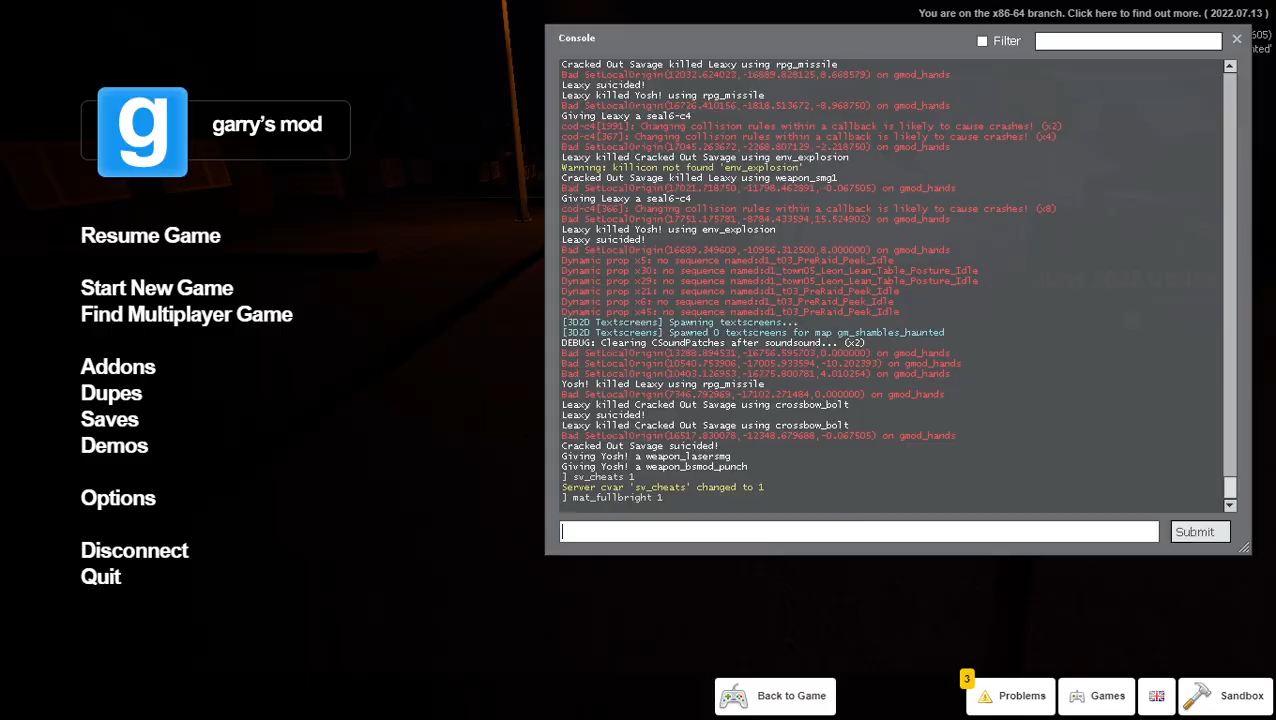 You are on the x86-64 branch. Click here to find out more. ( 2022.07.13 )
605)
nted'
g
garry's mod
Resume Game
Start New Game
Find Multiplayer Game
Addons
Dupes
Saves
Demos
Options
Disconnect
Quit
Console
Filter
Cracked Out Savage killed Leaxy using rpg_missile
Bad SetLocalOrigin(12032.624023,-16889.828125,8.668579) on gmod_hands
Leaxy suicided!
Leaxy killed Yosh! using rpg_missile
Bad SetLocalOrigin(16726.410156,-1818.513672,-8.968750) on gmod_hands
Giving Leaxy a seal6-c4
cod-c4[1991]: Changing collision rules within a callback is likely to cause crashes! (x2)
cod-c4[367]: Changing collision rules within a callback is likely to cause crashes! (x4)
Bad SetLocalOrigin(17045.263672,-2268.807129,-2.218750) on gmod_hands
Leaxy killed Cracked Out Savage using env_explosion
Warning: killicon not found 'env_explosion'
Cracked Out Savage killed Leaxy using weapon_smg1
Bad SetLocalOrigin(17021.718750,-11798.462891,-0.067505) on gmod_hands
Giving Leaxy a seal6-c4
cod-c4[366]: Changing collision rules within a callback is likely to cause crashes! (x8)
Bad SetLocalOrigin(17751.175781,-8784.433594,15.524902) on gmod_hands
Leaxy killed Yosh! using env_explosion
Leaxy suicided!
Bad SetLocalOrigin(16689.349609,-10956.312500,8.000000) on gmod_hands
Dynamic prop x5: no sequence named:d1_t03_PreRaid_Peek_Idle
Dynamic prop x30: no sequence named:d1_town05_Leon_Lean_Table_Posture_Idle
Dynamic prop x29: no sequence named:d1_town05_Leon_Lean_Table_Posture_Idle
Dynamic prop x21: no sequence named:d1_t03_PreRaid_Peek_Idle
Dynamic prop x6: no sequence named:d1_t03_PreRaid_Peek_Idle
Dynamic prop x45: no sequence named:d1_t03_PreRaid_Peek_Idle
[3D2D Textscreens] Spawning textscreens...
[3D2D Textscreens] Spawned 0 textscreens for map gm_shambles_haunted
DEBUG: Clearing CSoundPatches after soundsound... (x2)
Bad SetLocalOrigin(13288.894531,-16756.595703,0.000000) on gmod_hands
Bad SetLocalOrigin(10540.753906,-17005.933594,-10.202393) on gmod_hands
Bad SetLocalOrigin(10403.126953,-16775.800781,4.010254) on gmod_hands
Yosh! killed Leaxy using rpg_missile
Bad SetLocalOrigin(7346.792969,-17102.271484,0.000000) on gmod_hands
Leaxy killed Cracked Out Savage using crossbow_bolt
Leaxy suicided!
Leaxy killed Cracked Out Savage using crossbow_bolt
Bad SetLocalOrigin(16517.830078,-12348.679688,-0.067505) on gmod_hands
Cracked Out Savage suicided!
Giving Yosh! a weapon_lasersmg
Giving Yosh! a weapon_bsmod_punch
] sv_cheats 1
Server cvar 'sv_cheats' changed to 1
] mat_fullbright 1
Submit
Back to Game
3
Problems
Games
Sandbox